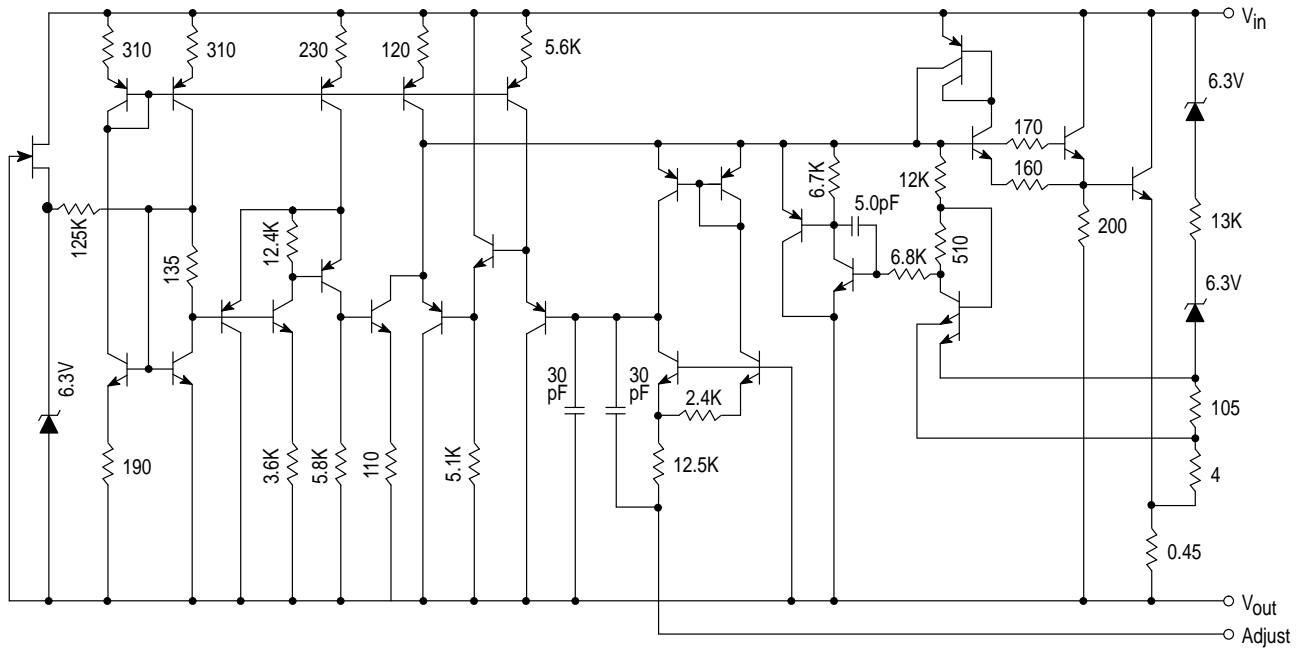 V_in
310
310
230
120
5.6K
6.3V
170
160
12K
6.7K
5.0pF
6.8K
510
200
13K
6.3V
125K
135
12.4K
6.3V
30
pF
30
pF
2.4K
12.5K
105
4
190
3.6K
5.8K
110
5.1K
0.45
V_out
Adjust